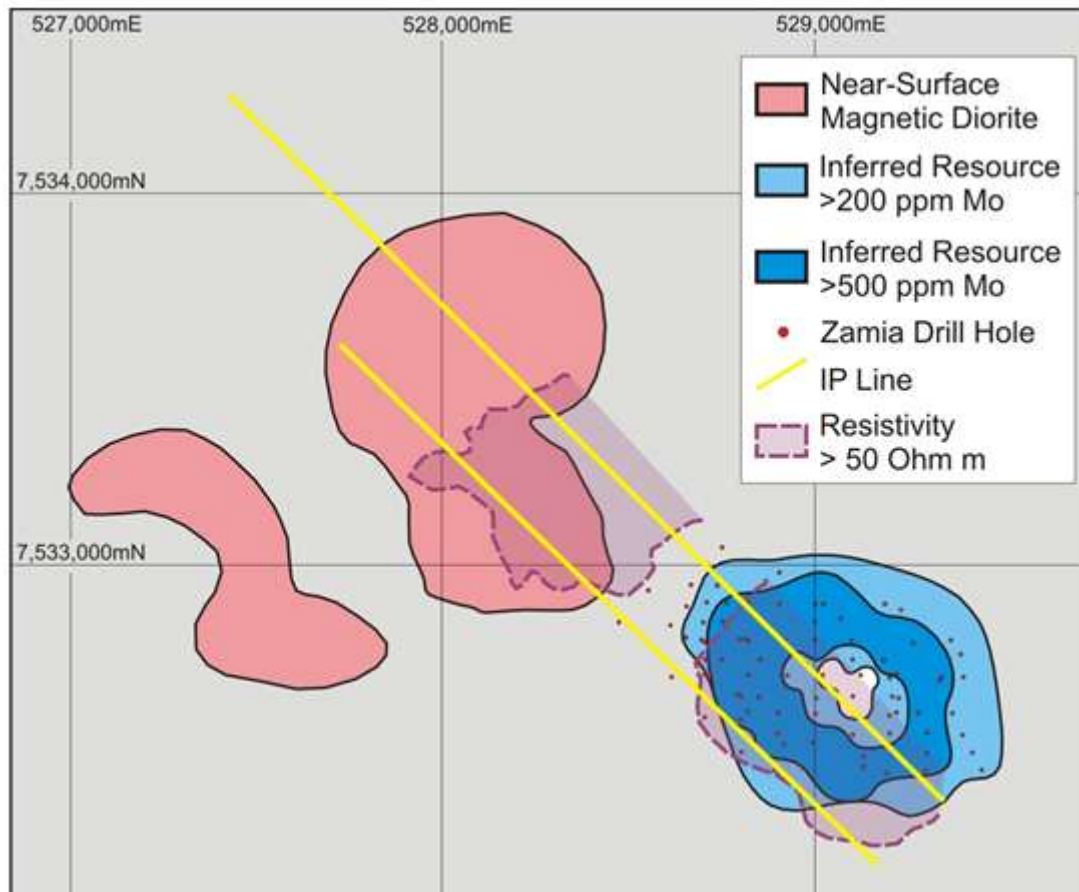 527,000mE
528,000mE
529,000mE
Near-Surface
Magnetic Diorite
7,534,000mN
Inferred Resource
>200 ppm Mo
Inferred Resource
>500 ppm Mo
Zamia Drill Hole
IP Line
Resistivity
> 50 Ohm m
7,533,000mN